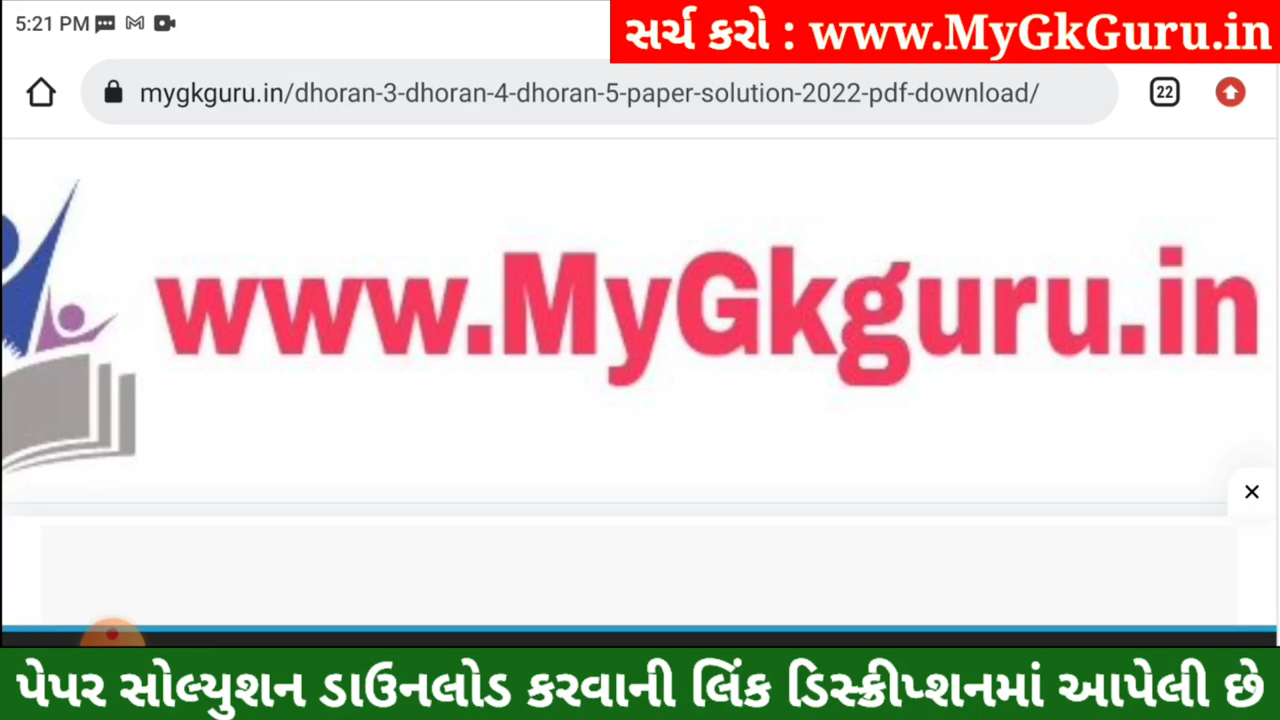 5:21 PM
સર્ચ કરો : www.MyGkGuru.in
mygkguru.in/dhoran-3-dhoran-4-dhoran-5-paper-solution-2022-pdf-download/
22
www.MyGkguru.in
પેપર સોલ્યુશન ડાઉનલોડ કરવાની લિંક ડિસ્ક્રીપ્શનમાં આપેલી છે